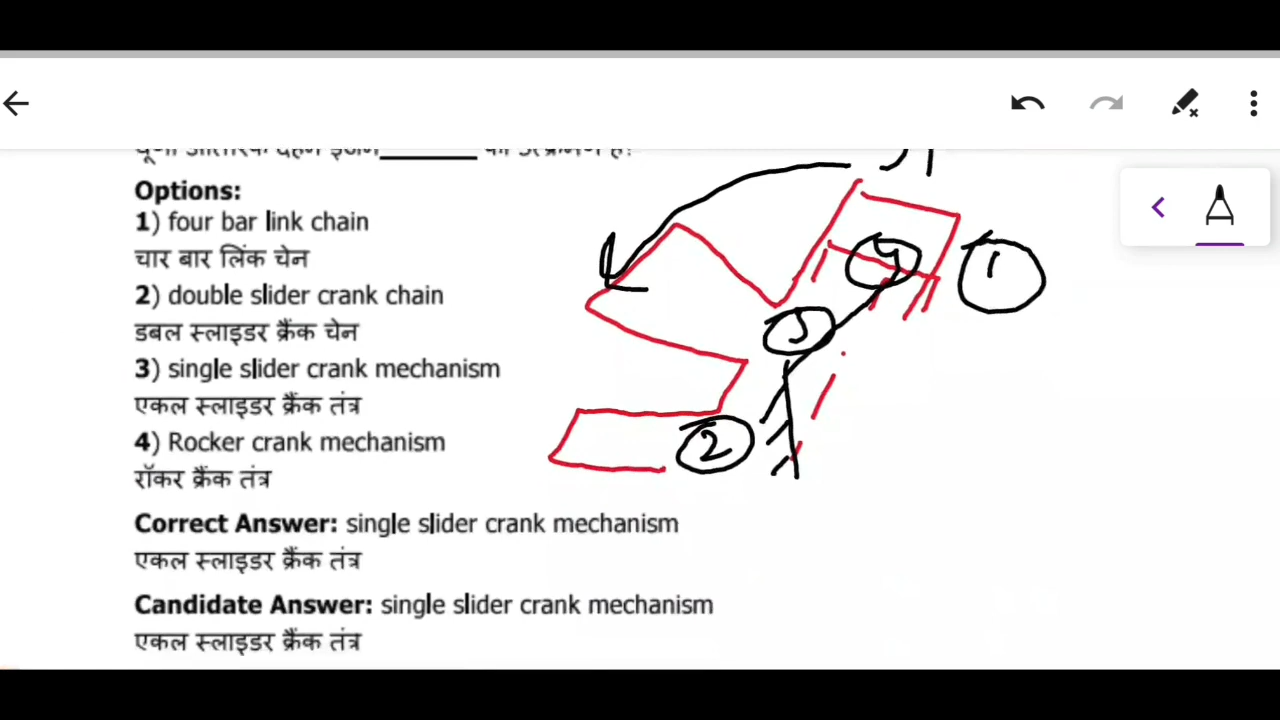 Options:
1) four bar link chain
चार बार लिंक चेन
2) double slider crank chain
डबल स्लाइडर क्रैंक चेन
3) single slider crank mechanism
एकल स्लाइडर क्रैंक तंत्र
4) Rocker crank mechanism
रॉकर क्रैंक तंत्र
Correct Answer: single slider crank mechanism
एकल स्लाइडर क्रैंक तंत्र
Candidate Answer: single slider crank mechanism
एकल स्लाइडर क्रैंक तंत्र
4
1
3
2